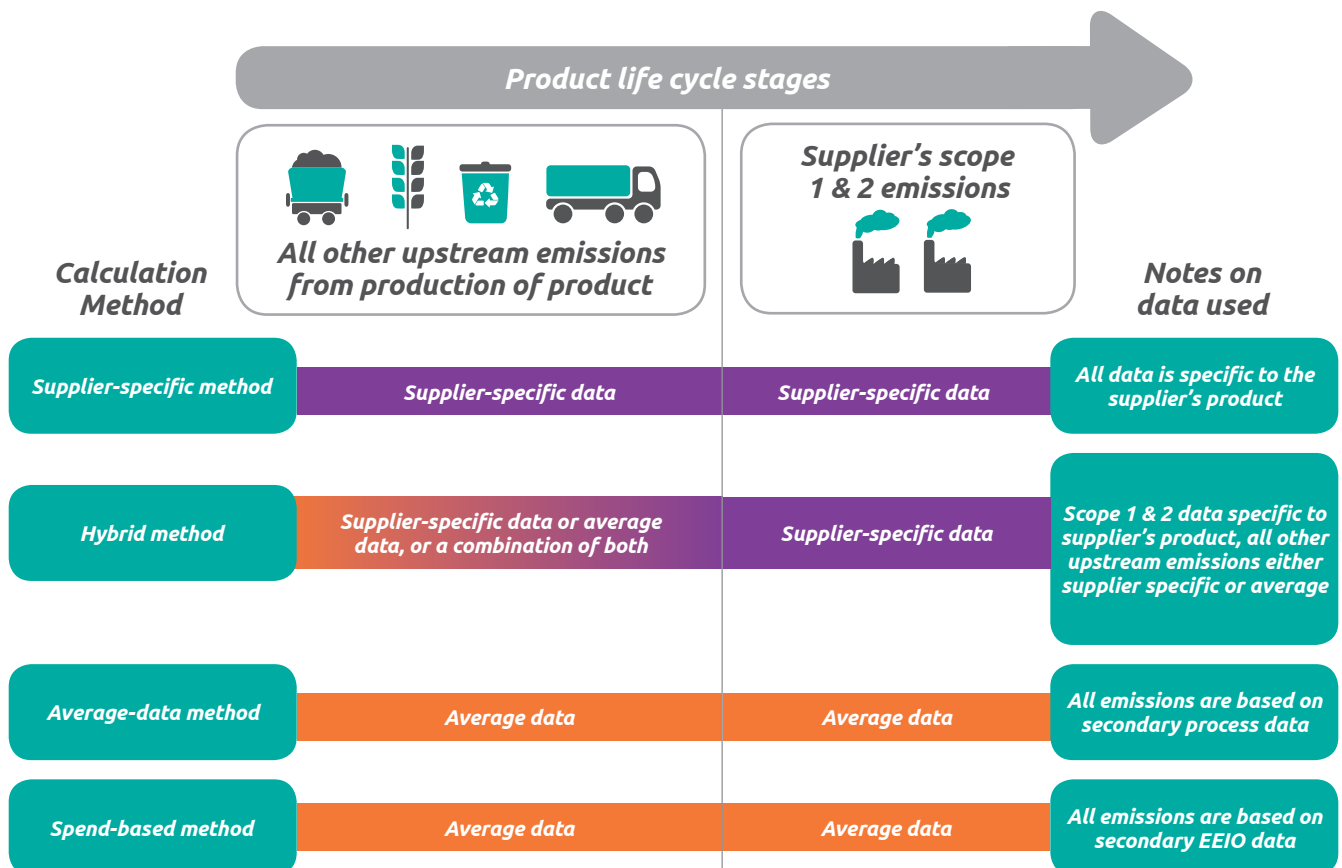 Product life cycle stages
All other upstream emissions
from production of product
Supplier's scope
1 & 2 emissions
Calculation
Method
Notes on
data used
Supplier-specific method
Supplier-specific data
Supplier-specific data
All data is specific to the
supplier's product
Hybrid method
Supplier-specific data or average
data, or a combination of both
Supplier-specific data
Scope 1 & 2 data specific to
supplier's product, all other
upstream emissions either
supplier specific or average
Average-data method
Average data
Average data
All emissions are based on
secondary process data
Spend-based method
Average data
Average data
All emissions are based on
secondary EEIO data